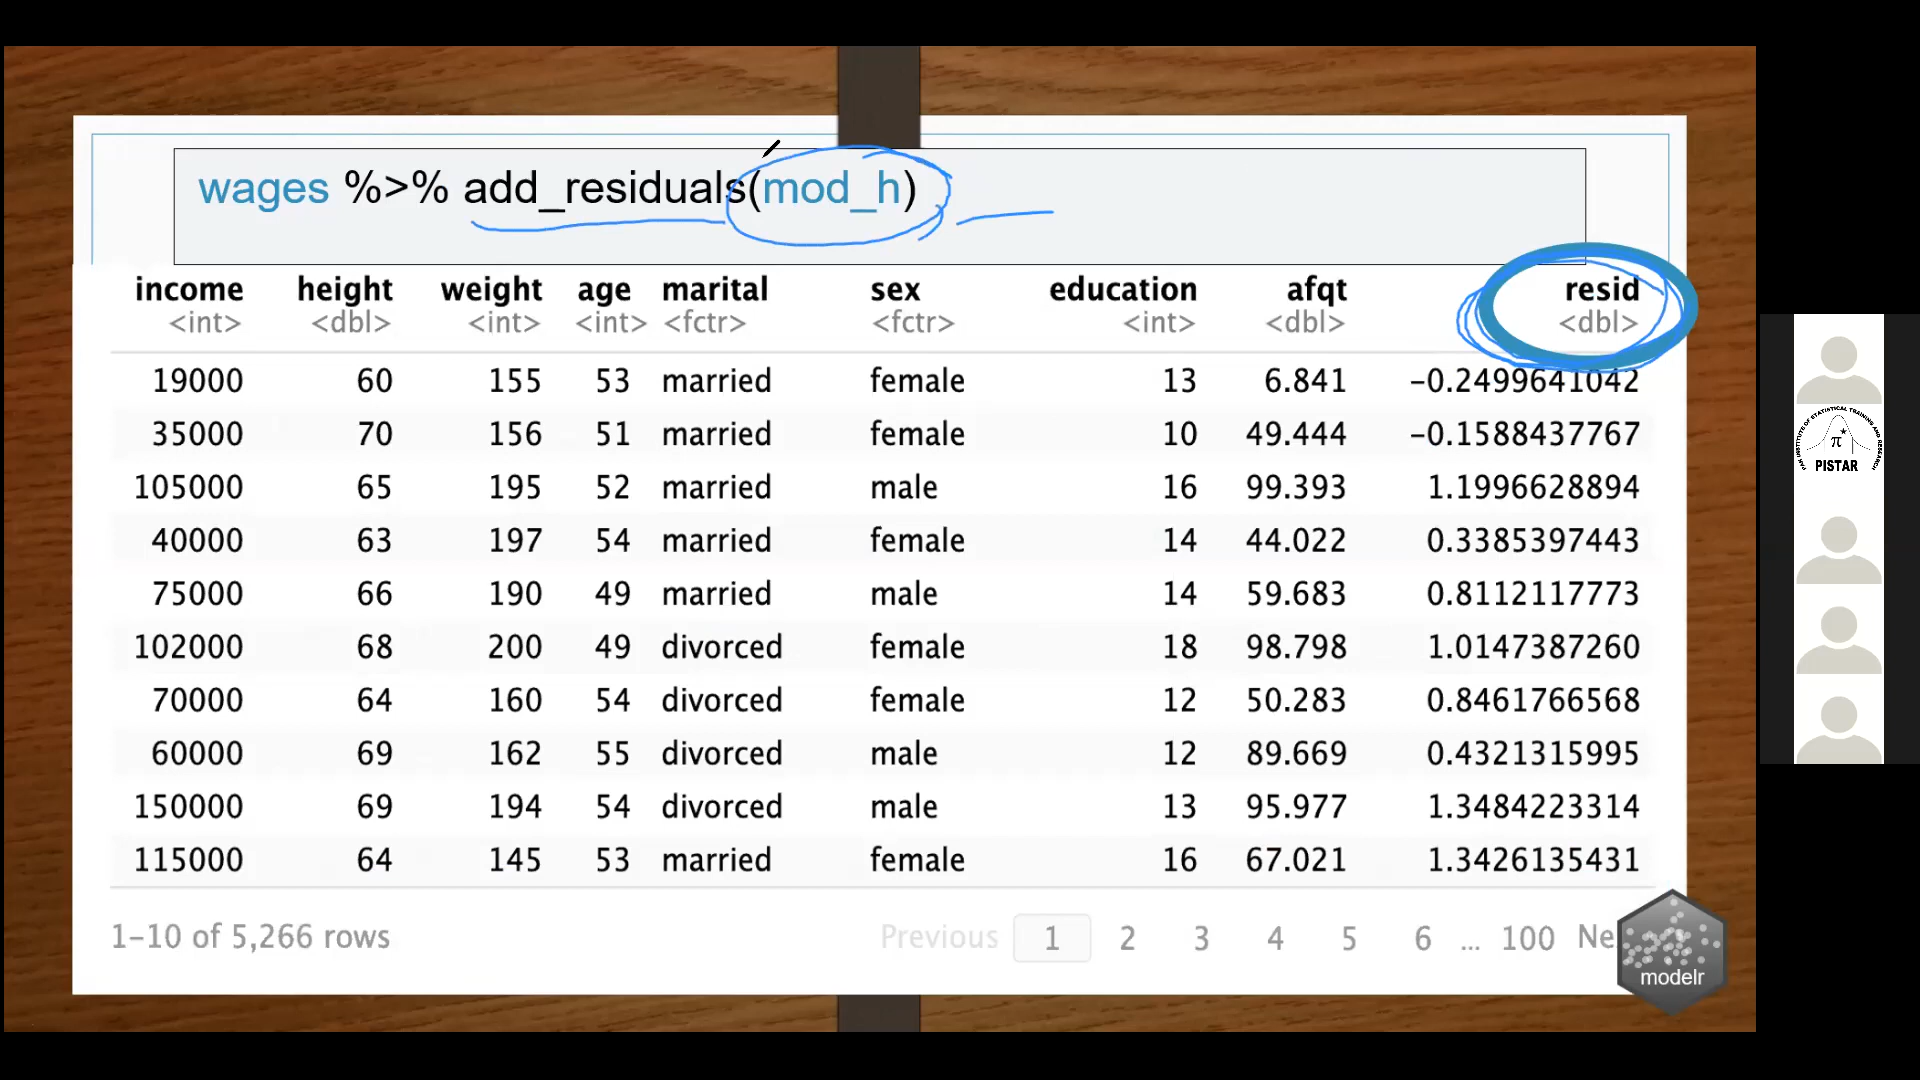 wages %>% add_residuals(mod_h)
income height weight age marital sex education afqt resid
<int> <dbl> <int> <int> <fctr> <fctr> <int> <dbl> <dbl>
19000 60 155 53 married female 13 6.841 −0.2499641042
35000 70 156 51 married female 10 49.444 −0.1588437767
105000 65 195 52 married male 16 99.393 1.1996628894
40000 63 197 54 married female 14 44.022 0.3385397443
75000 66 190 49 married male 14 59.683 0.8112117773
102000 68 200 49 divorced female 18 98.798 1.0147387260
70000 64 160 54 divorced female 12 50.283 0.8461766568
60000 69 162 55 divorced male 12 89.669 0.4321315995
150000 69 194 54 divorced male 13 95.977 1.3484223314
115000 64 145 53 married female 16 67.021 1.3426135431
1–10 of 5,266 rows
Previous 1 2 3 4 5 6 ... 100 Ne
modelr
PAN INSTITUTE OF STATISTICAL TRAINING AND RESEARCH
π
PISTAR